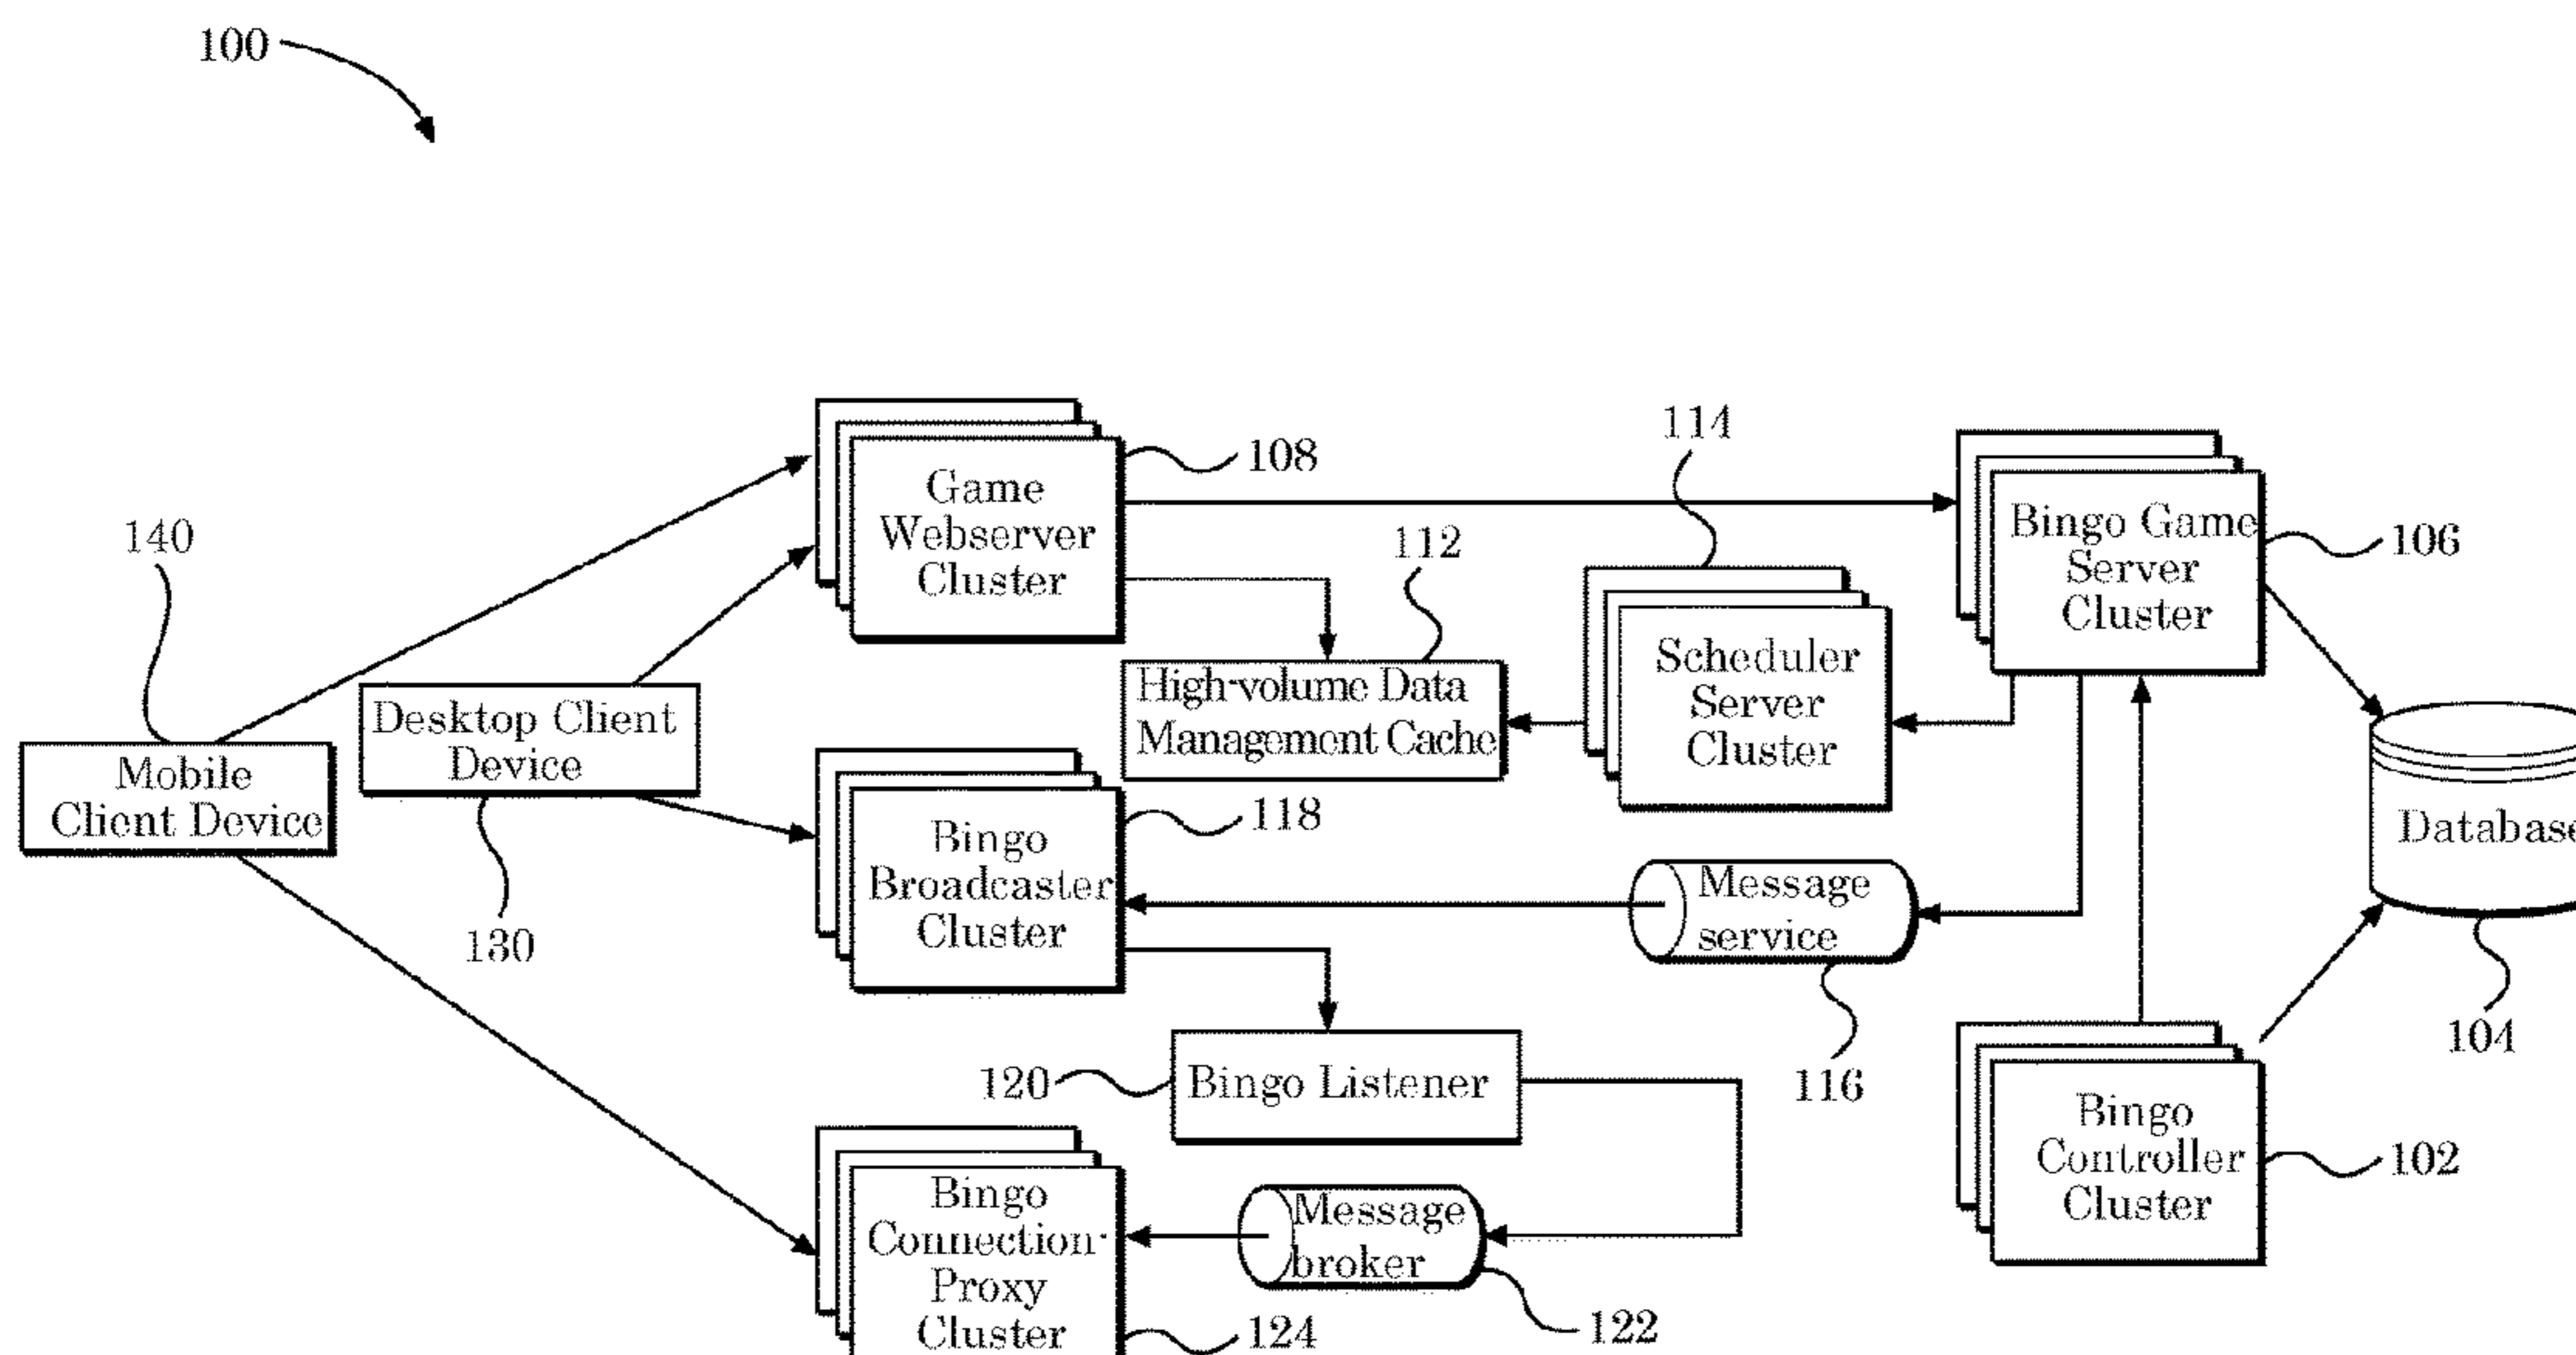 100
108
Game
Webserver
Cluster
114
Bingo Game
Server
Cluster
106
140
112
Scheduler
Server
Cluster
High-volume Data
Management Cache
Desktop Client
Device
Mobile
Client Device
130
118
Bingo
Broadcaster
Cluster
Message
service
116
Database
104
120
Bingo Listener
Bingo
Controller
Cluster
102
Bingo
Connection-
Proxy
Cluster
124
Message
broker
122